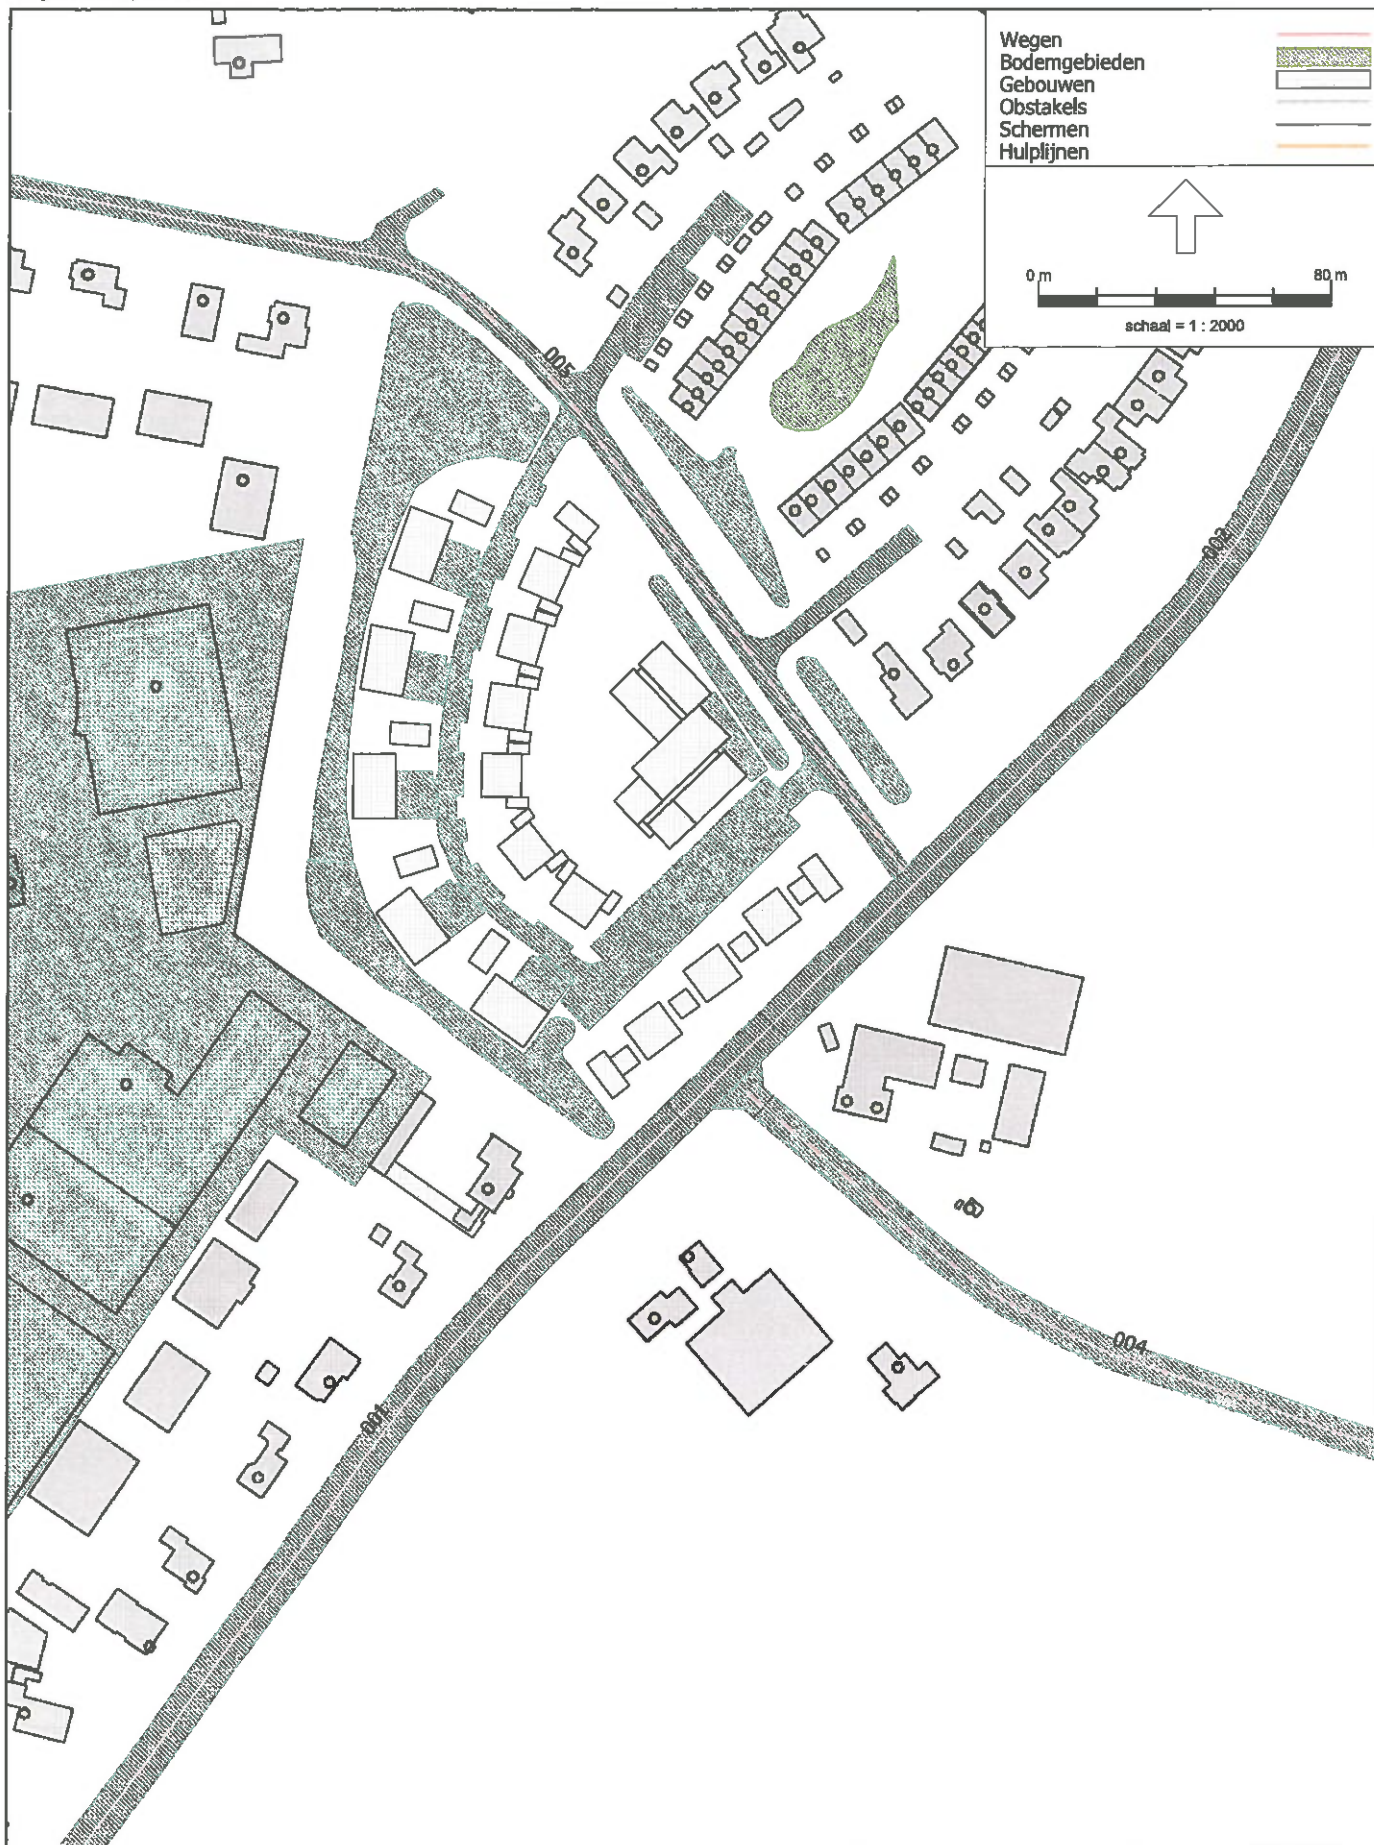 Wegen
Bodemgebieden
Gebouwen
Obstakels
Schermen
Hulplijnen
0 m 80 m
schaal = 1 : 2000
005
002
004
001